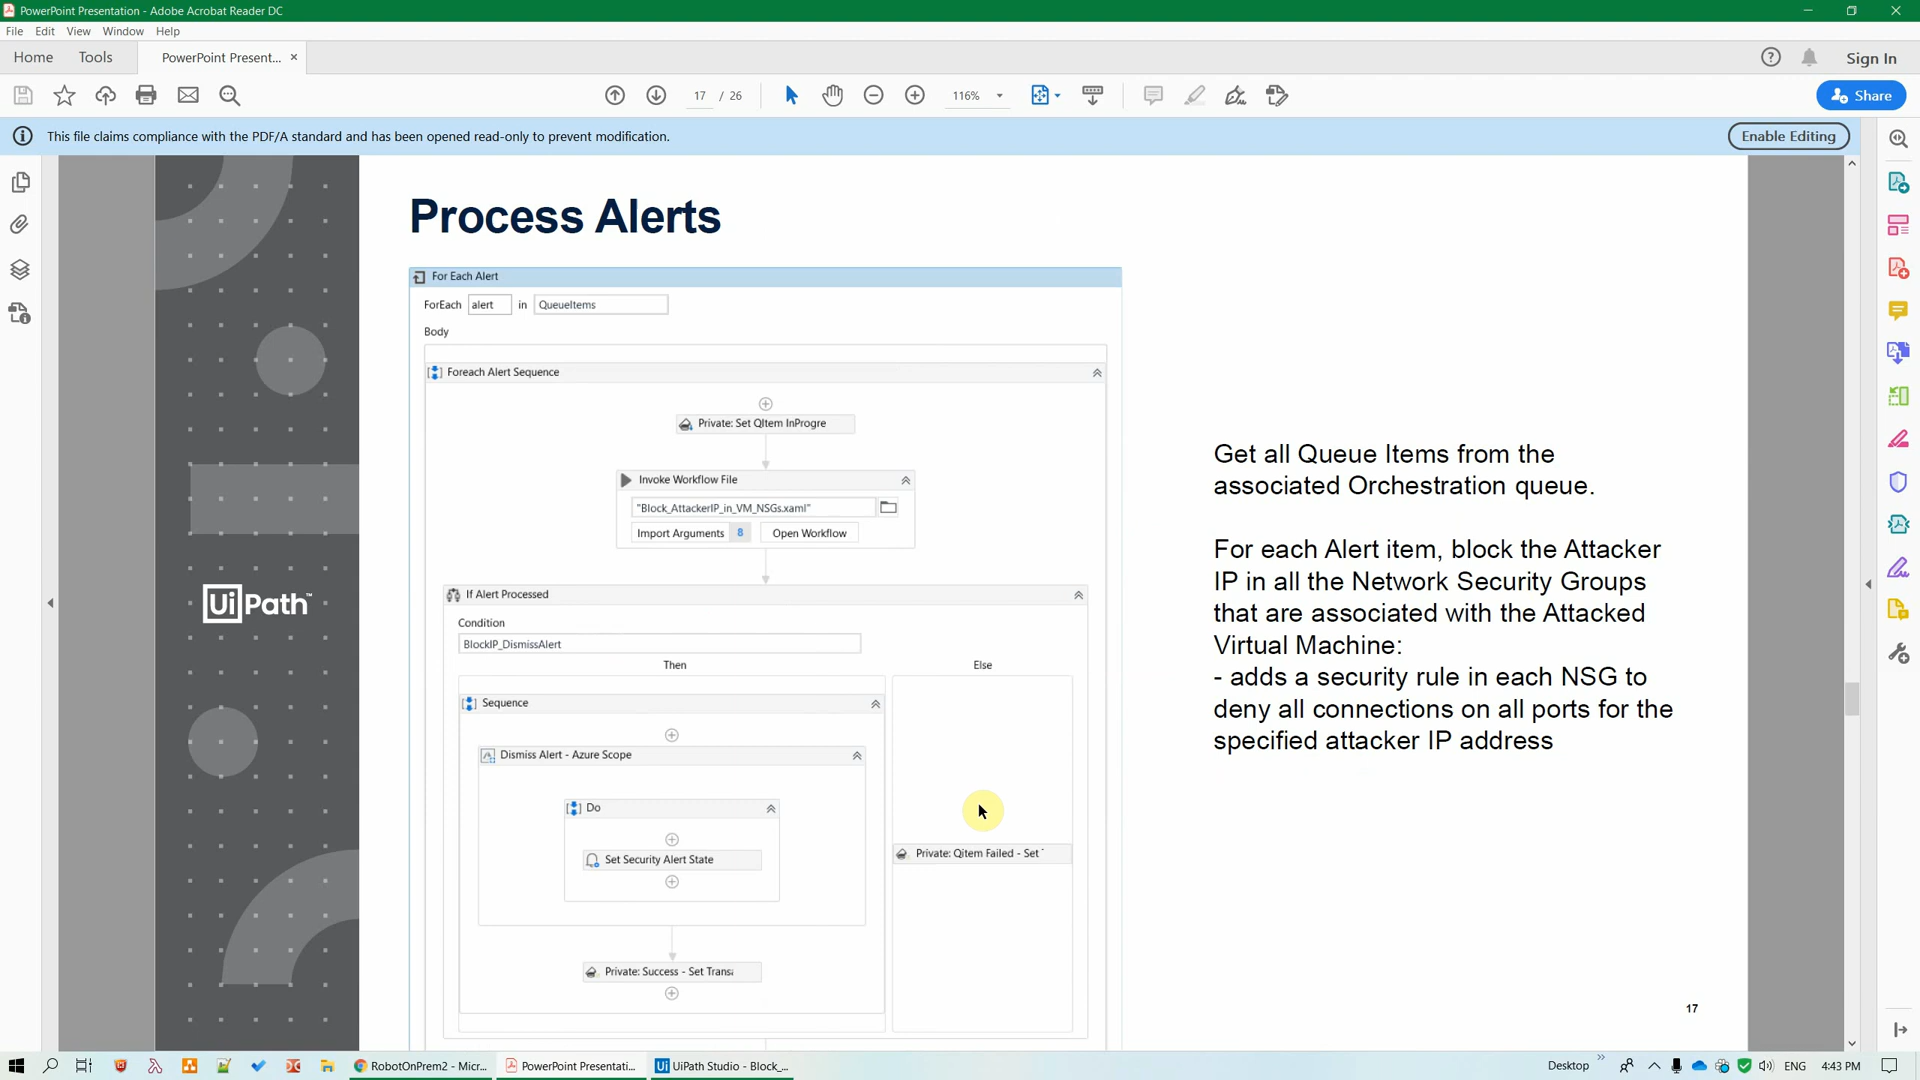 PowerPoint Presentation - Adobe Acrobat Reader DC
File Edit View Window Help
Home Tools PowerPoint Present... × Sign In
17 / 26 116% Share
This file claims compliance with the PDF/A standard and has been opened read-only to prevent modification. Enable Editing
Process Alerts
For Each Alert
ForEach alert in QueueItems
Body
Foreach Alert Sequence
Private: Set QItem InProgre
Invoke Workflow File
"Block_AttackerIP_in_VM_NSGs.xaml"
Import Arguments 8 Open Workflow
If Alert Processed
Condition
BlockIP_DismissAlert
Then Else
Sequence
Dismiss Alert - Azure Scope
Do
Set Security Alert State
Private: Qitem Failed - Set
Private: Success - Set Transa
Get all Queue Items from the
associated Orchestration queue.
For each Alert item, block the Attacker
IP in all the Network Security Groups
that are associated with the Attacked
Virtual Machine:
- adds a security rule in each NSG to
deny all connections on all ports for the
specified attacker IP address
UiPath™
17
RobotOnPrem2 - Micr... PowerPoint Presentati... UiPath Studio - Block_... Desktop ENG 4:43 PM